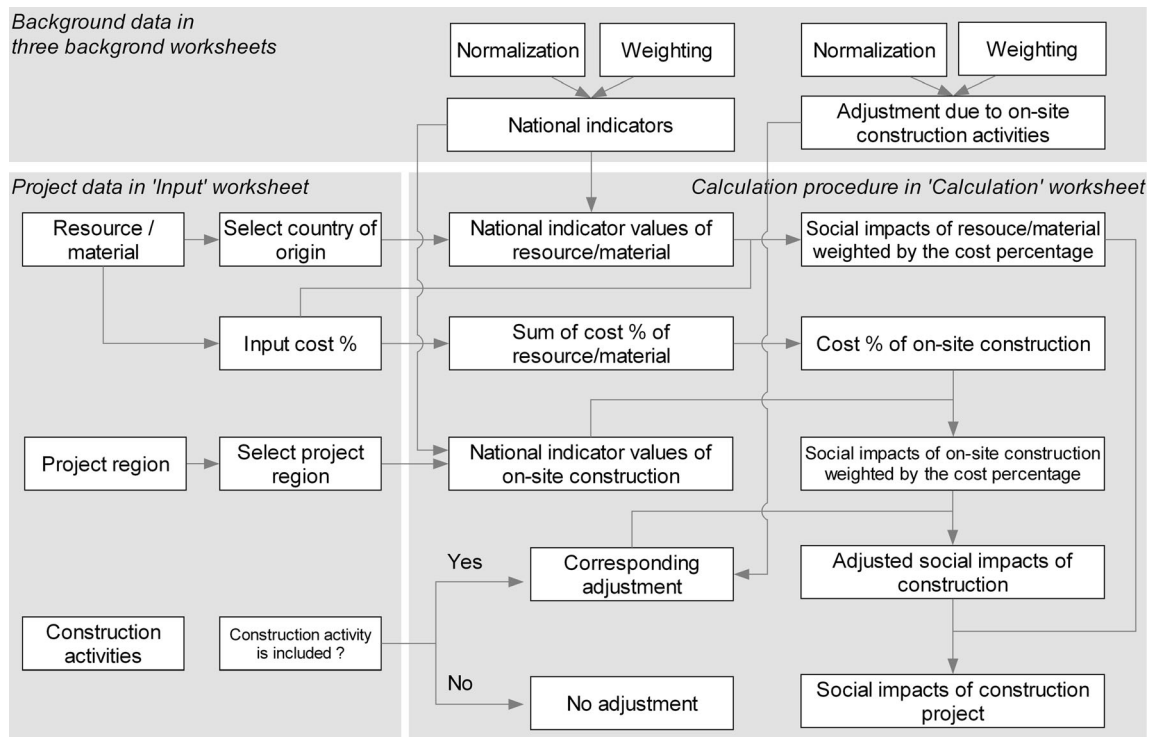 Background data in
three backgrond worksheets
Normalization
Weighting
Normalization
Weighting
National indicators
Adjustment due to on-site
construction activities
Project data in 'Input' worksheet
Calculation procedure in 'Calculation' worksheet
Resource /
material
Select country of
origin
National indicator values of
resource/material
Social impacts of resouce/material
weighted by the cost percentage
Input cost %
Sum of cost % of
resource/material
Cost % of on-site construction
Project region
Select project
region
National indicator values of
on-site construction
Social impacts of on-site construction
weighted by the cost percentage
Yes
Corresponding
adjustment
Adjusted social impacts of
construction
Construction
activities
Construction activity
is included ?
No
No adjustment
Social impacts of construction
project